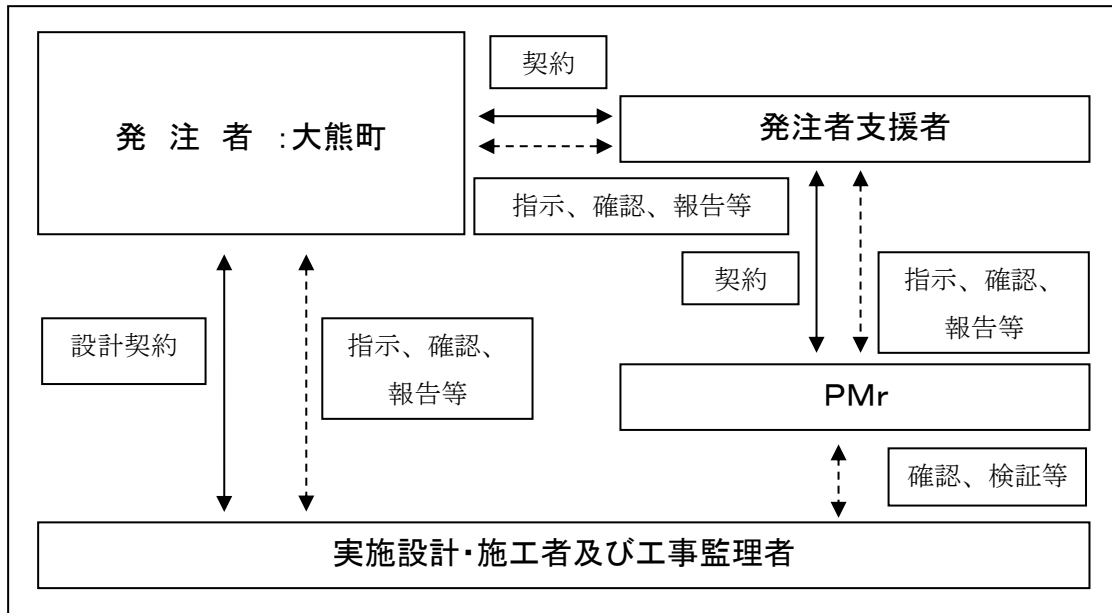 契約
発 注 者 :大熊町
発注者支援者
指示、確認、報告等
契約
指示、確認、
報告等
設計契約
指示、確認、
報告等
PMr
確認、検証等
実施設計・施工者及び工事監理者